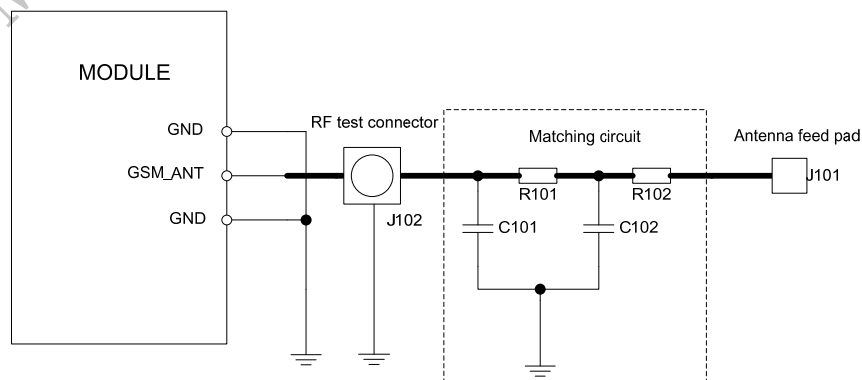 MODULE
GND
RF test connector
Matching circuit
Antenna feed pad
GSM_ANT
J101
R101
R102
GND
J102
C101
C102